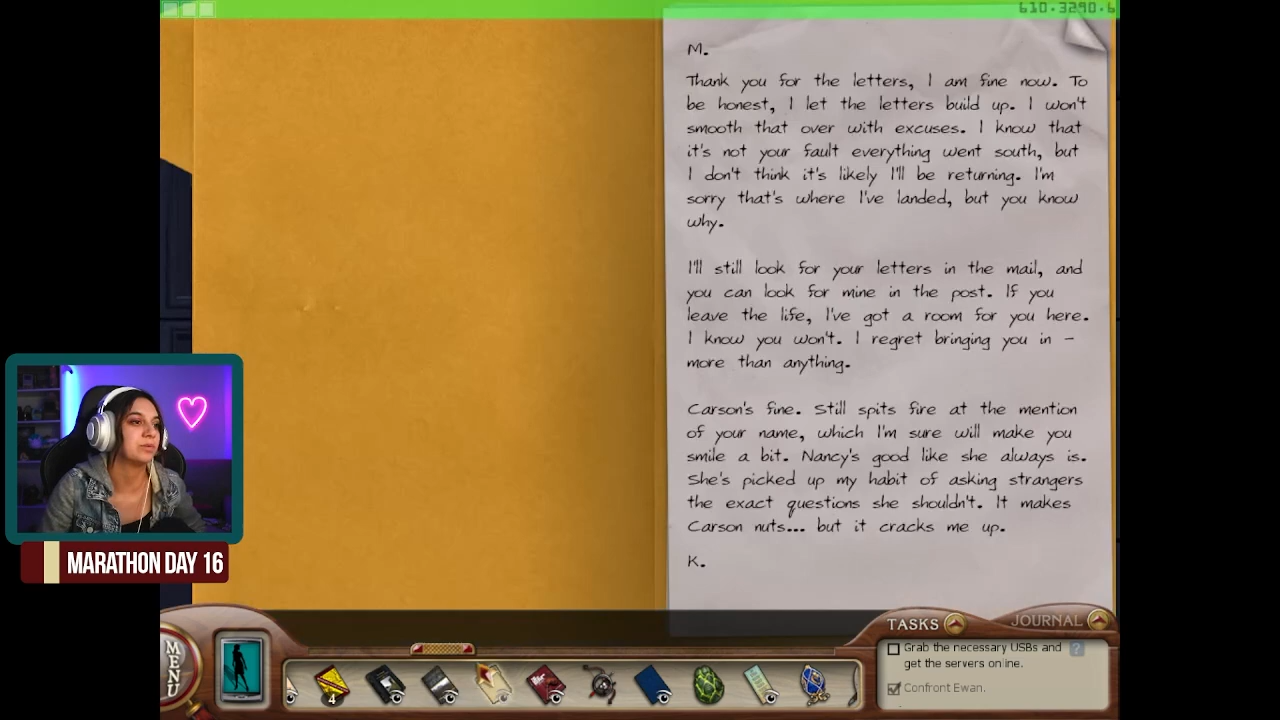 610.3290.6
M.
Thank you for the letters, I am fine now. To
be honest, I let the letters build up. I won't
smooth that over with excuses. I know that
it's not your fault everything went south, but
I don't think it's likely I'll be returning. I'm
sorry that's where I've landed, but you know
why.
I'll still look for your letters in the mail, and
you can look for mine in the post. If you
leave the life, I've got a room for you here.
I know you won't. I regret bringing you in -
more than anything.
Carson's fine. Still spits fire at the mention
of your name, which I'm sure will make you
smile a bit. Nancy's good like she always is.
She's picked up my habit of asking strangers
the exact questions she shouldn't. It makes
Carson nuts... but it cracks me up.
K.
MARATHON DAY 16
MENU
4
TASKS
JOURNAL
Grab the necessary USBs and
get the servers online.
?
Confront Ewan.